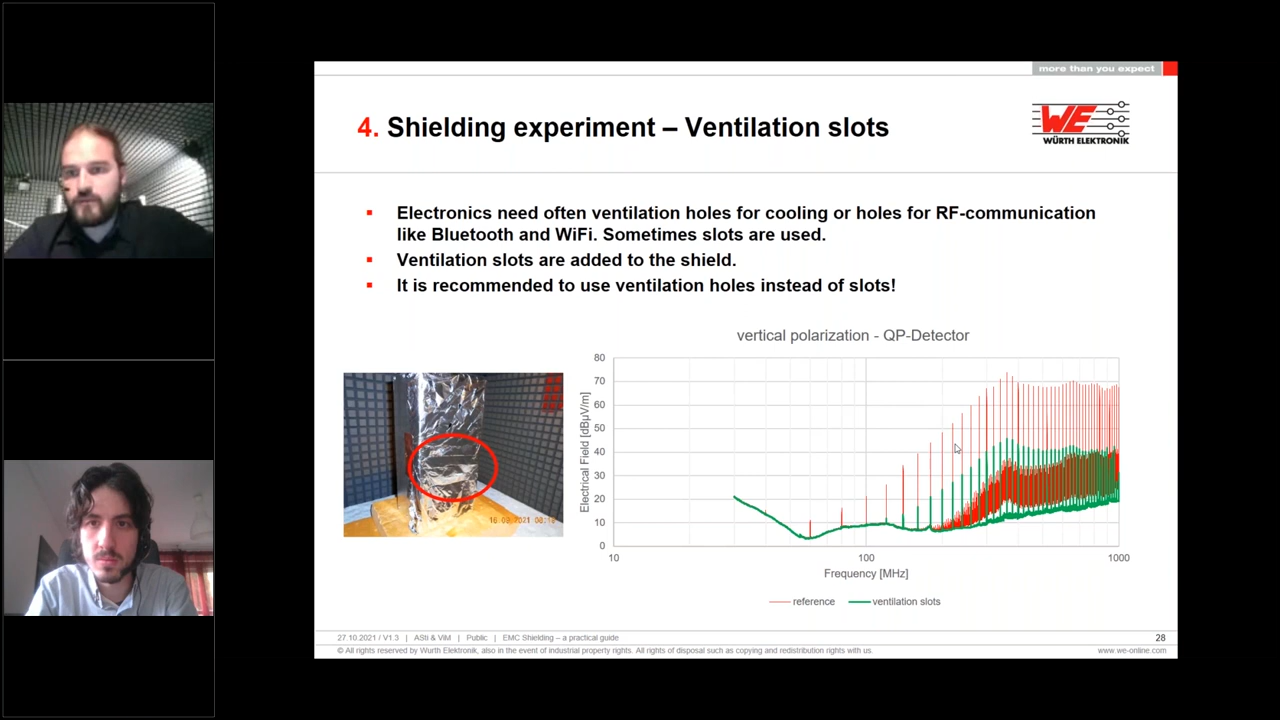 more than you expect
4. Shielding experiment – Ventilation slots
WE
WÜRTH ELEKTRONIK
▪ Electronics need often ventilation holes for cooling or holes for RF-communication
like Bluetooth and WiFi. Sometimes slots are used.
▪ Ventilation slots are added to the shield.
▪ It is recommended to use ventilation holes instead of slots!
vertical polarization - QP-Detector
Electrical Field [dBµV/m]
80
70
60
50
40
30
20
10
0
10 100 1000
Frequency [MHz]
reference ventilation slots
27.10.2021 / V1.3 | ASti & ViM | Public | EMC Shielding – a practical guide 28
© All rights reserved by Wurth Elektronik, also in the event of industrial property rights. All rights of disposal such as copying and redistribution rights with us. www.we-online.com